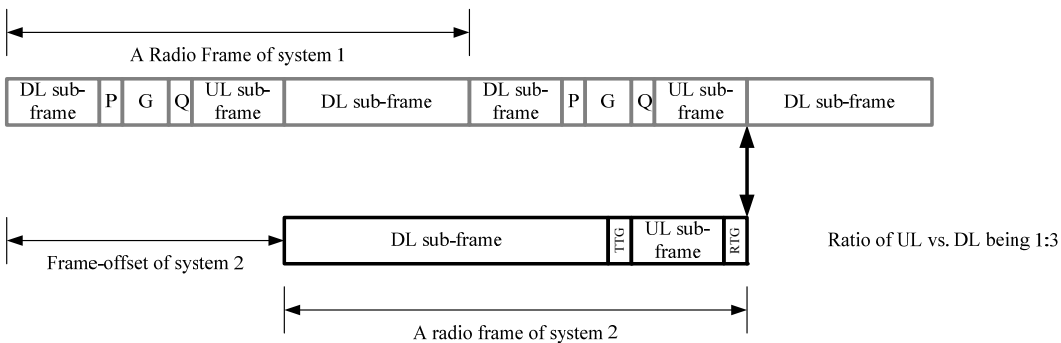 A Radio Frame of system 1
DL sub-
frame
P
G
Q
UL sub-
frame
DL sub-frame
DL sub-
frame
P
G
Q
UL sub-
frame
DL sub-frame
DL sub-frame
TTG
UL sub-
frame
RTG
Ratio of UL vs. DL being 1:3
Frame-offset of system 2
A radio frame of system 2